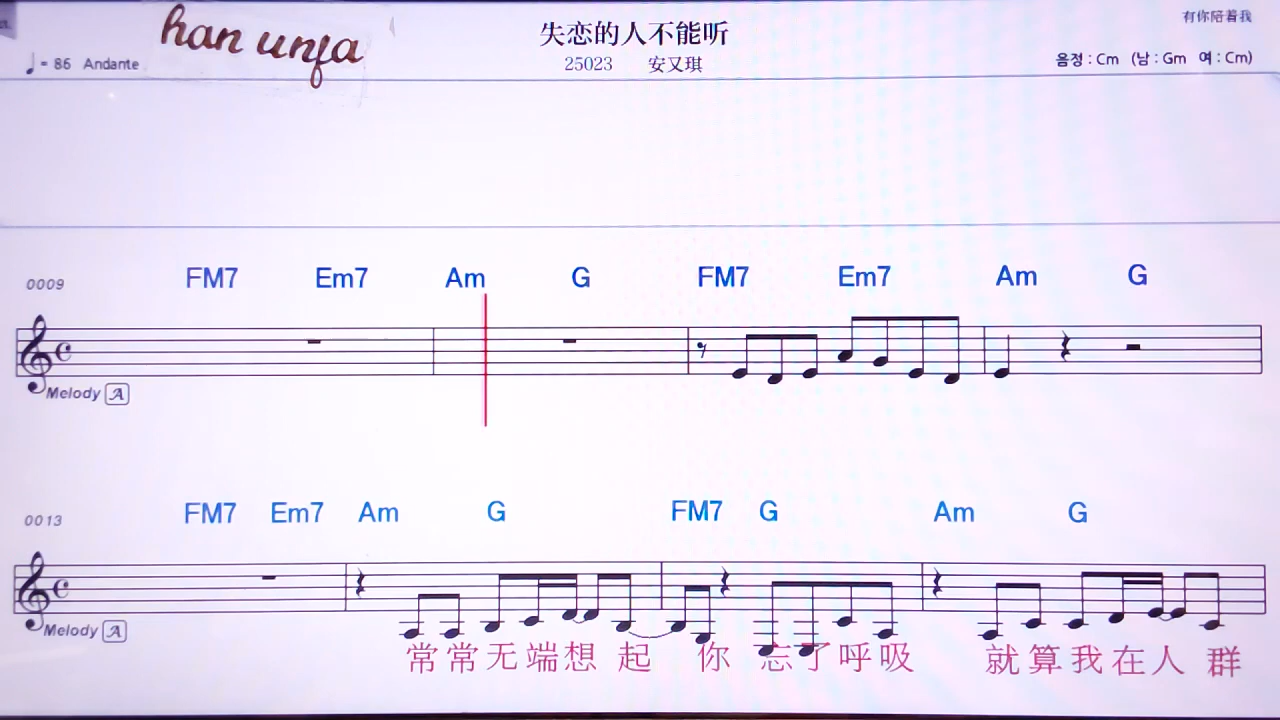 han unfa
失恋的人不能听
有你陪着我
♩= 86 Andante
25023 安又琪
음정 : Cm (남 : Gm 여 : Cm)
FM7 Em7 Am G FM7 Em7 Am G
0009
Melody A
FM7 Em7 Am G FM7 G Am G
0013
Melody A
常常无端想起 你 忘了呼吸 就算我在人群